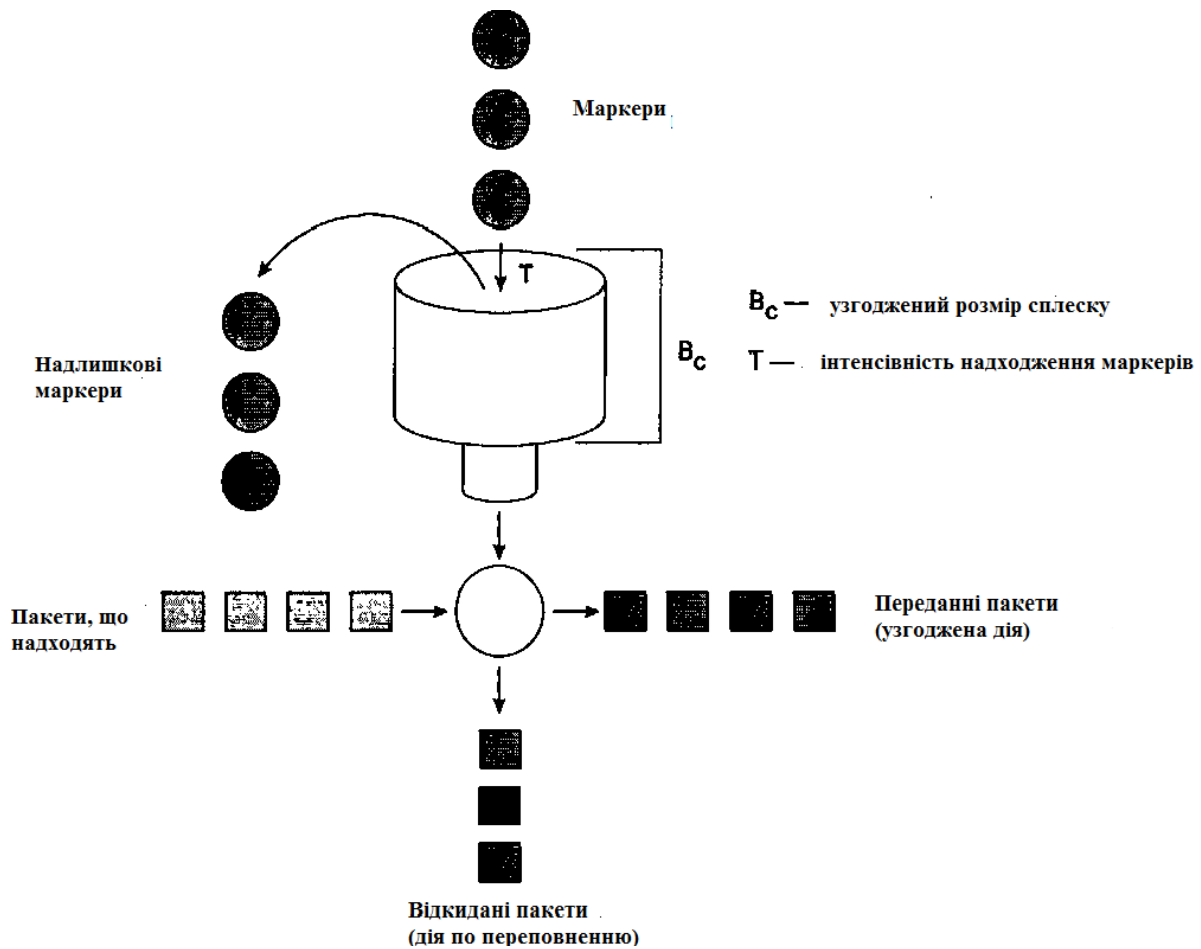 Маркери
T
B_c — узгоджений розмір сплеску
Надлишкові
маркери
B_c
T — інтенсівність надходження маркерів
Пакети, що
надходять
Переданні пакети
(узгоджена дія)
Відкидані пакети
(дія по переповненню)